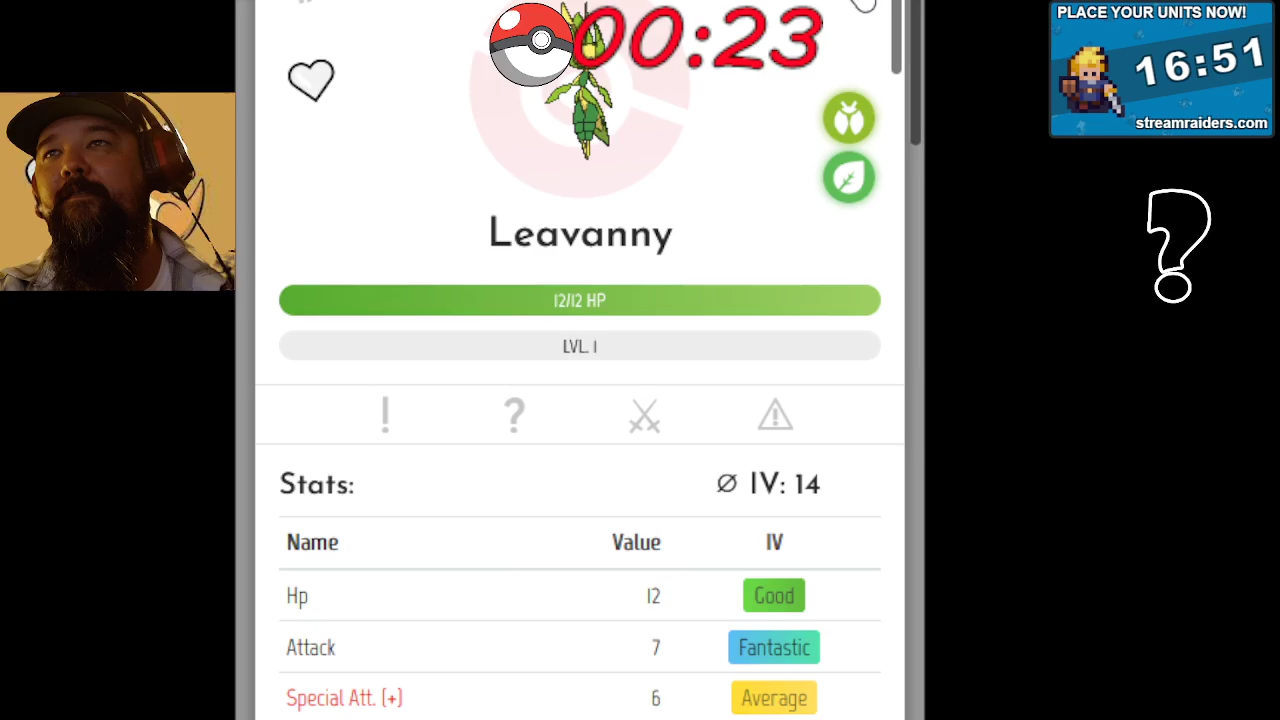 00:23
PLACE YOUR UNITS NOW!
16:51
streamraiders.com
?
Leavanny
12/12 HP
LVL. 1
! ?
Stats: Ø IV: 14
Name Value IV
Hp 12 Good
Attack 7 Fantastic
Special Att. (+) 6 Average